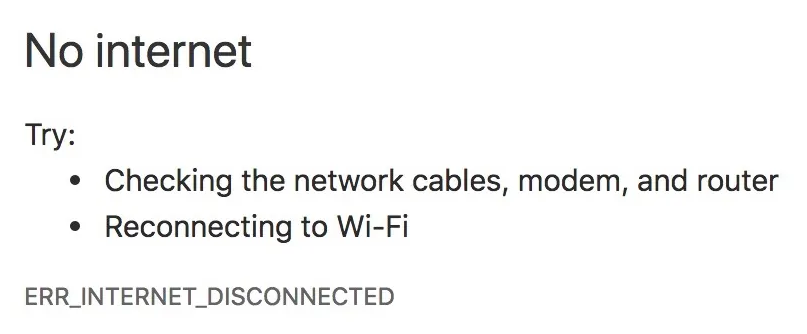 No internet
Try:
• Checking the network cables, modem, and router
• Reconnecting to Wi-Fi
ERR_INTERNET_DISCONNECTED